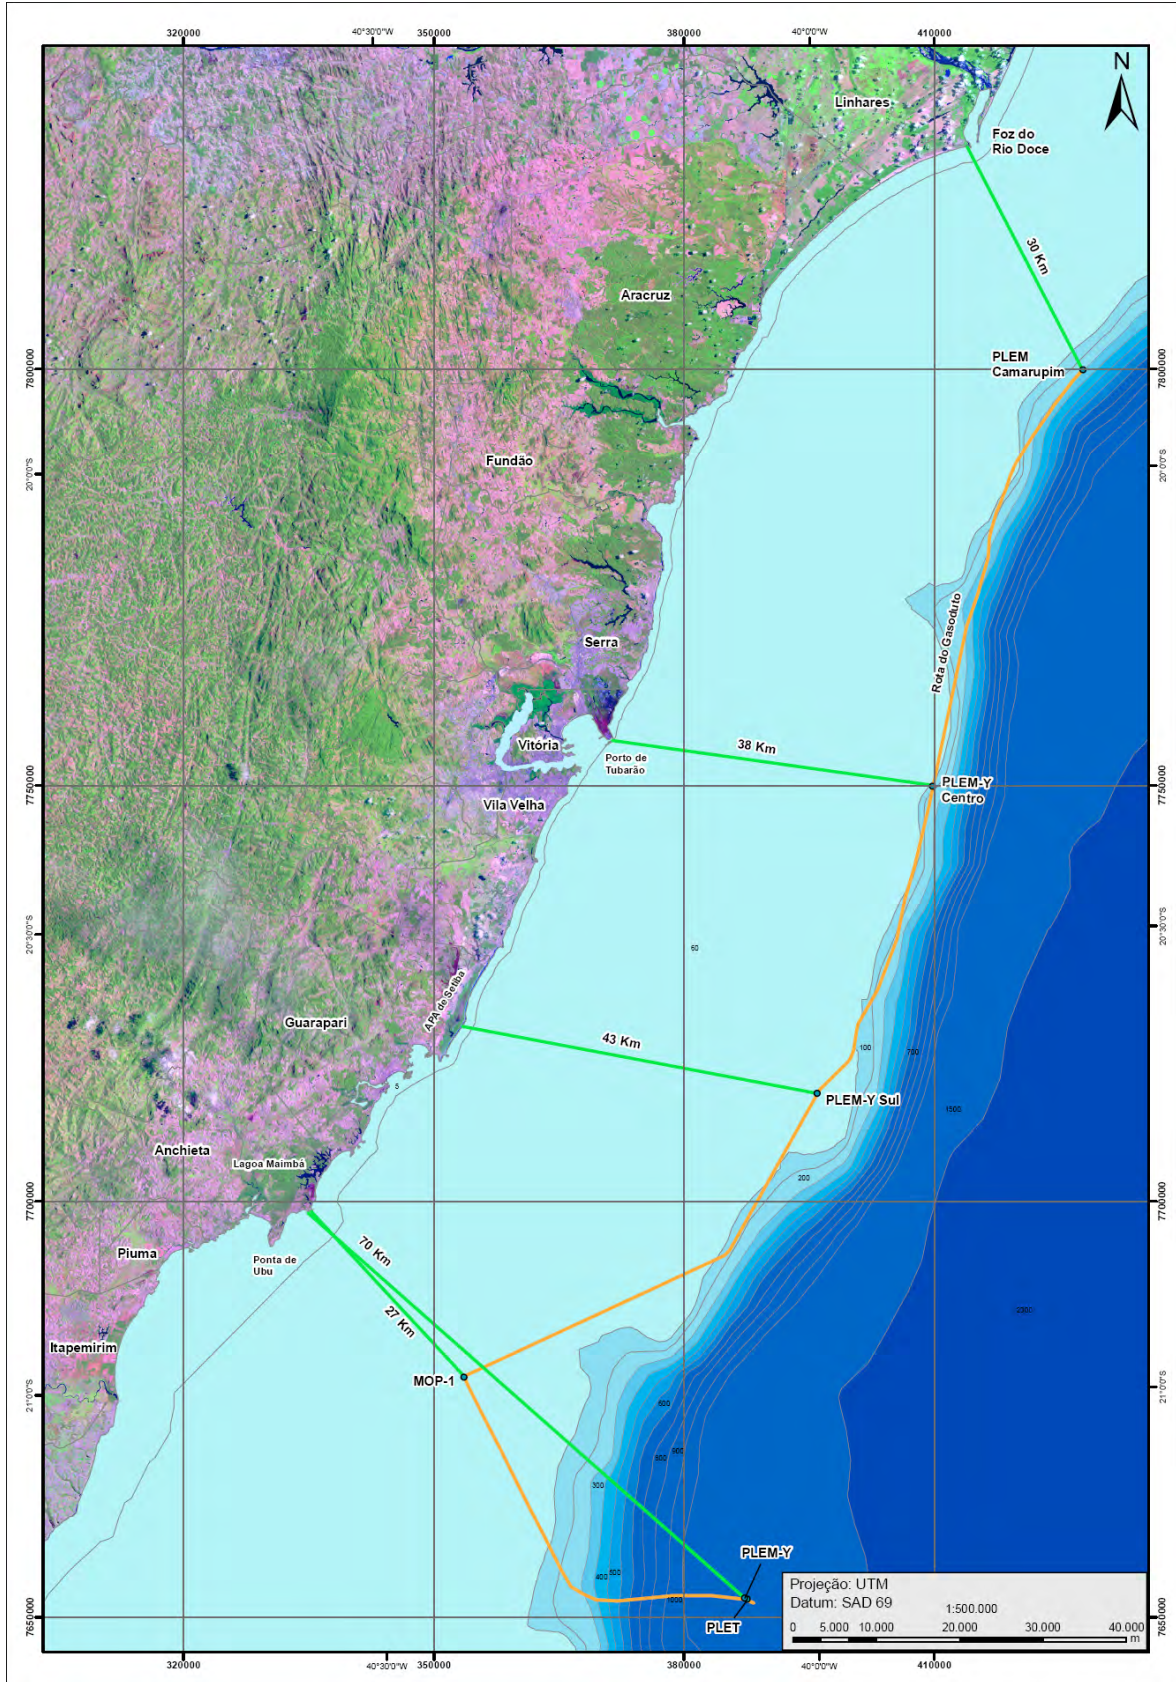 320000
40°30'0"W
350000
380000
40°0'0"W
410000
N
Linhares
Foz do
Rio Doce
30 Km
Aracruz
PLEM
Camarupim
7800000
7800000
Fundão
20°0'0"S
20°0'0"S
Rota do Gasoduto
Serra
Vitória
38 Km
Porto de
Tubarão
7750000
7750000
PLEM-Y
Centro
Vila Velha
20°30'0"S
20°30'0"S
60
APA de Setiba
Guarapari
43 Km
100
700
5
PLEM-Y Sul
1500
Anchieta
Lagoa Maimbá
200
7700000
7700000
Piuma
Ponta de
Ubu
70 Km
27 Km
Itapemirim
MOP-1
21°0'0"S
21°0'0"S
600
300
400
1000
PLEM-Y
PLET
7650000
7650000
Projeção: UTM
Datum: SAD 69
1:500.000
0 5.000 10.000 20.000 30.000 40.000
m
320000
40°30'0"W
350000
380000
40°0'0"W
410000